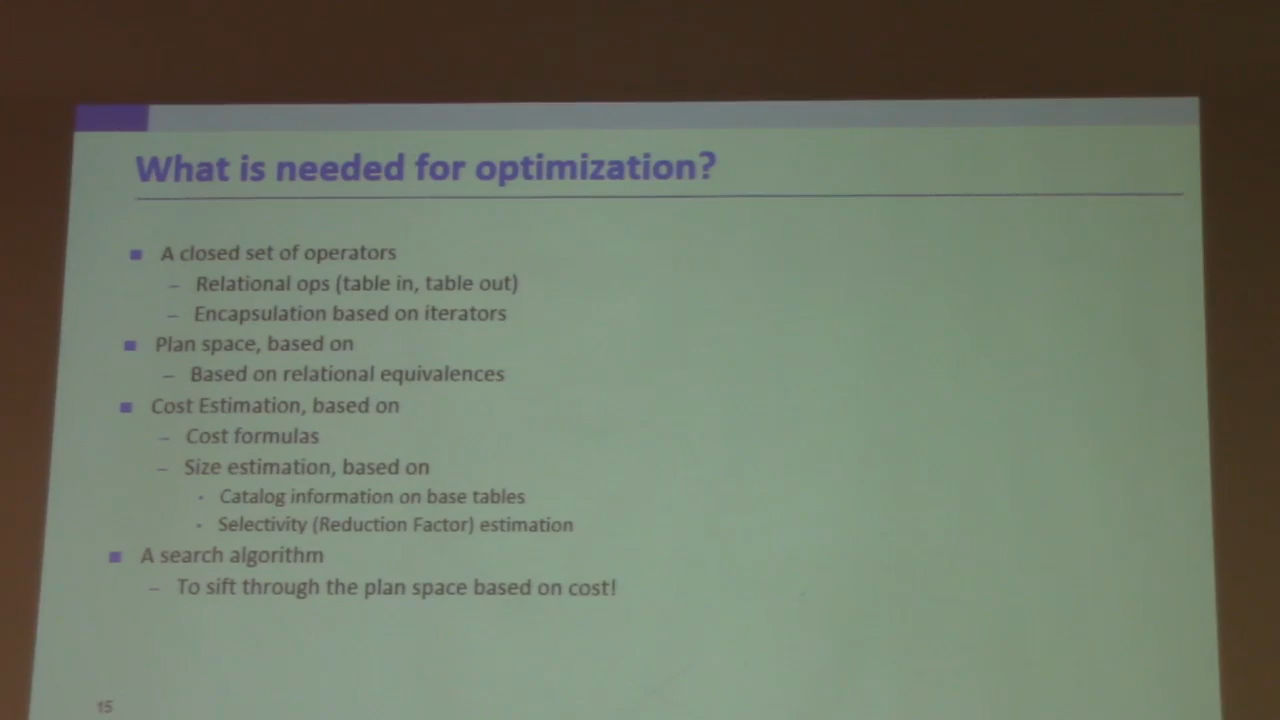 What is needed for optimization?
■ A closed set of operators
– Relational ops (table in, table out)
– Encapsulation based on iterators
■ Plan space, based on
– Based on relational equivalences
■ Cost Estimation, based on
– Cost formulas
– Size estimation, based on
· Catalog information on base tables
· Selectivity (Reduction Factor) estimation
■ A search algorithm
– To sift through the plan space based on cost!
15